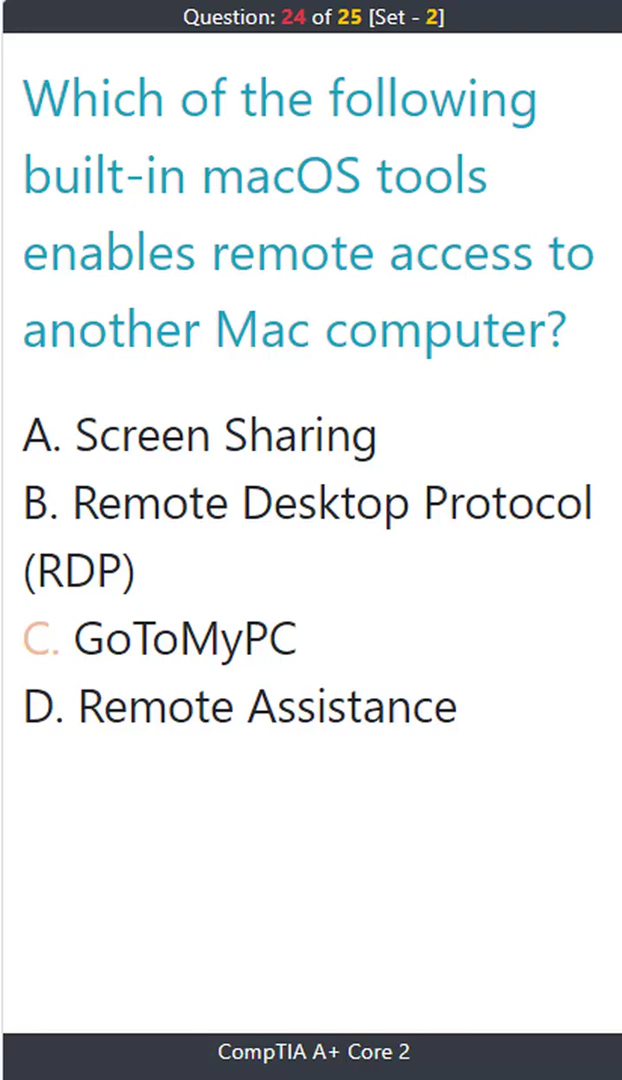 Question: 24 of 25 [Set - 2]
Which of the following
built-in macOS tools
enables remote access to
another Mac computer?
A. Screen Sharing
B. Remote Desktop Protocol
(RDP)
C. GoToMyPC
D. Remote Assistance
CompTIA A+ Core 2